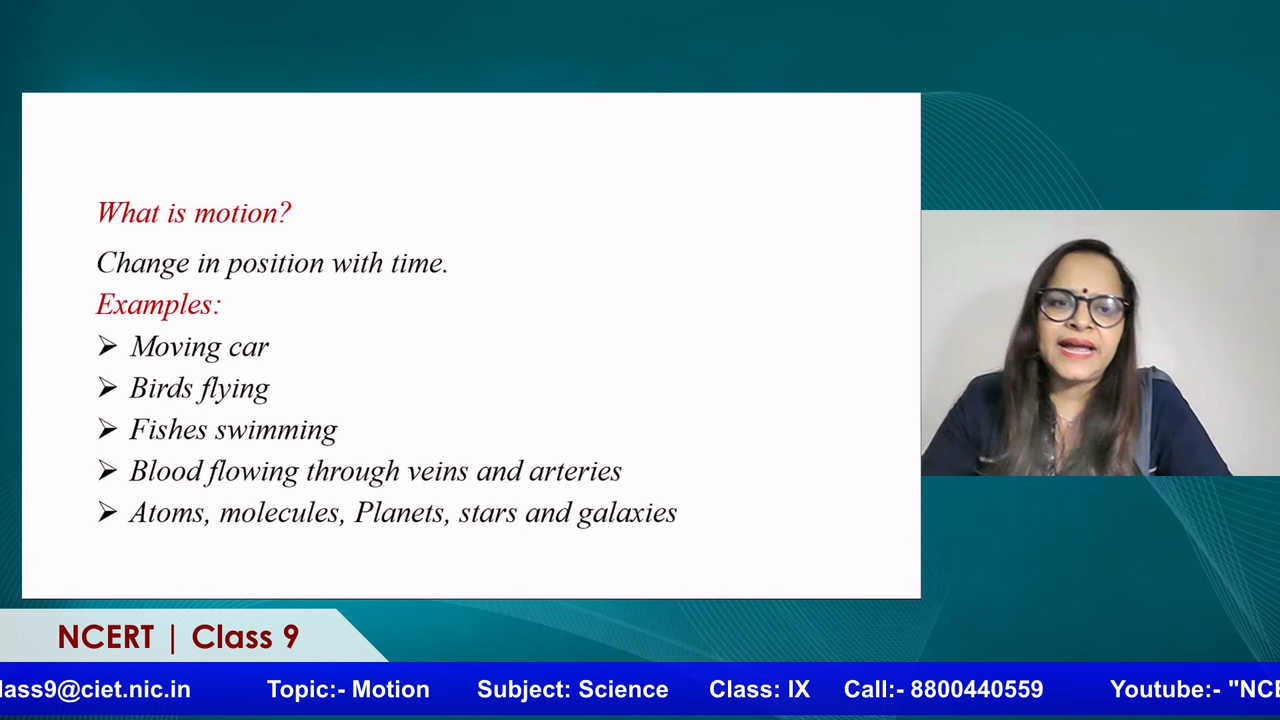 What is motion?
Change in position with time.
Examples:
➢ Moving car
➢ Birds flying
➢ Fishes swimming
➢ Blood flowing through veins and arteries
➢ Atoms, molecules, Planets, stars and galaxies
NCERT | Class 9
lass9@ciet.nic.in Topic:- Motion Subject: Science Class: IX Call:- 8800440559 Youtube:- "NCE